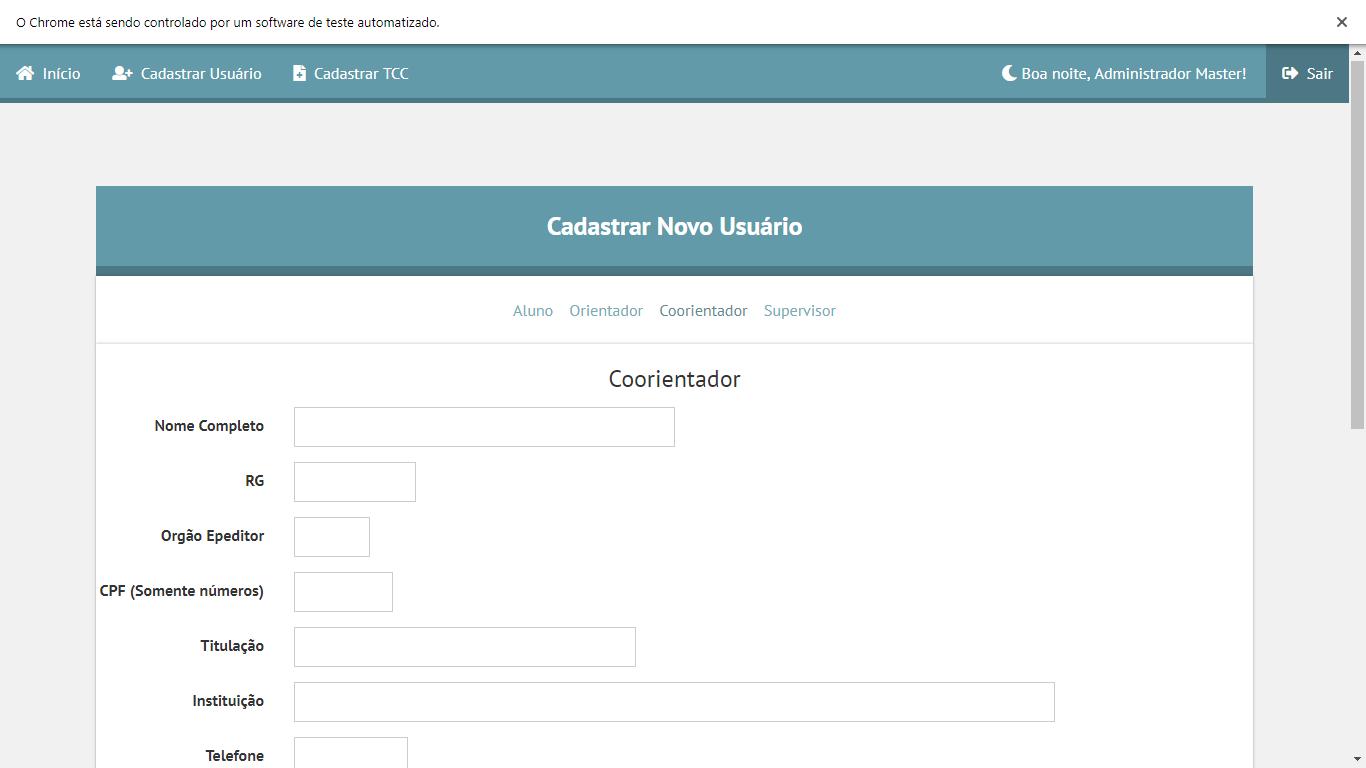 O Chrome está sendo controlado por um software de teste automatizado.
Início Cadastrar Usuário Cadastrar TCC Boa noite, Administrador Master! Sair
Cadastrar Novo Usuário
Aluno Orientador Coorientador Supervisor
Coorientador
Nome Completo
RG
Orgão Epeditor
CPF (Somente números)
Titulação
Instituição
Telefone